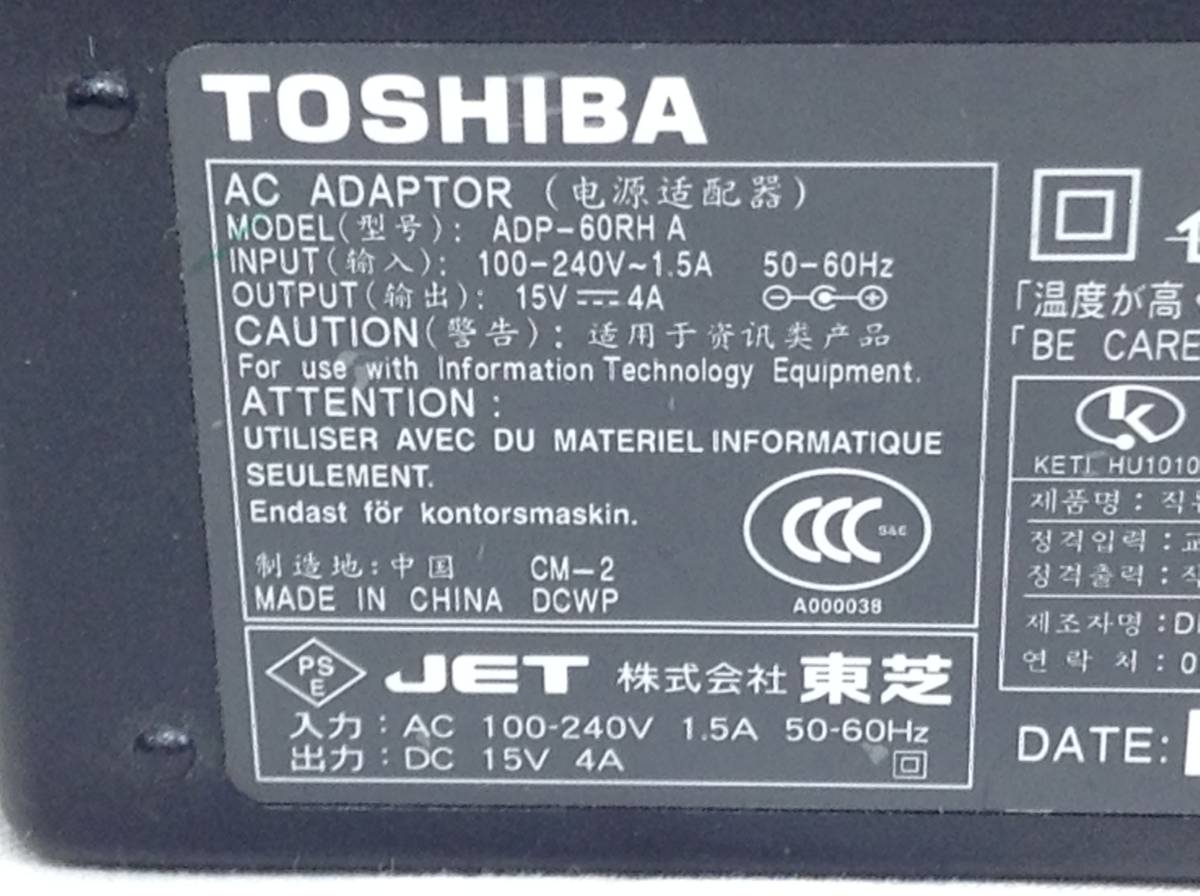 TOSHIBA
AC ADAPTOR (电源适配器)
MODEL(型号): ADP-60RH A
INPUT(输入): 100-240V~1.5A 50-60Hz
OUTPUT(输出): 15V⎓4A
CAUTION(警告): 适用于资讯类产品
For use with Information Technology Equipment.
ATTENTION :
UTILISER AVEC DU MATERIEL INFORMATIQUE
SEULEMENT.
Endast för kontorsmaskin.
制造地:中国 CM-2
MADE IN CHINA DCWP
CCC S&E
A000038
PSE JET 株式会社 東芝
入力:AC 100-240V 1.5A 50-60Hz
出力:DC 15V 4A
「温度が高
「BE CARE
K
KETI HU1010
제품명 : 직
정격입력 :
정격출력 :
제조자명 :
연 락 처 : 0
DATE: